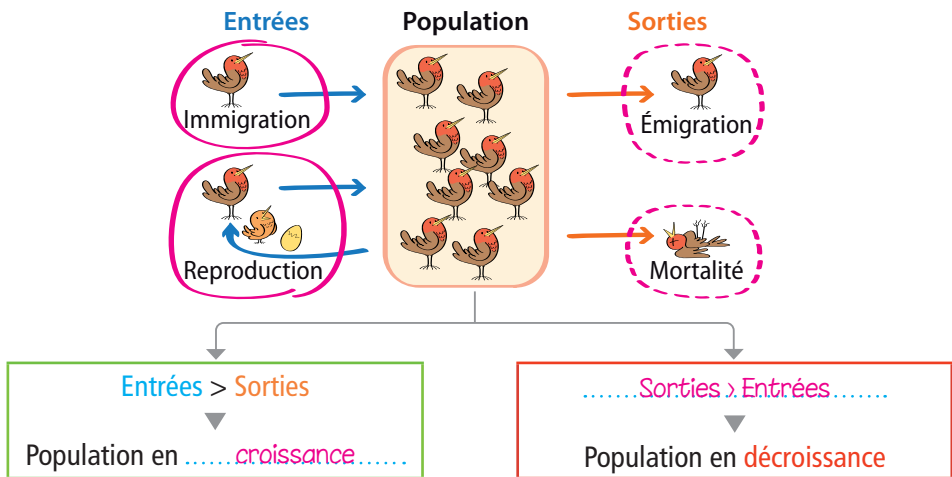 Entrées
Population
Sorties
Immigration
Émigration
Reproduction
Mortalité
Entrées > Sorties
Population en croissance
Sorties > Entrées
Population en décroissance